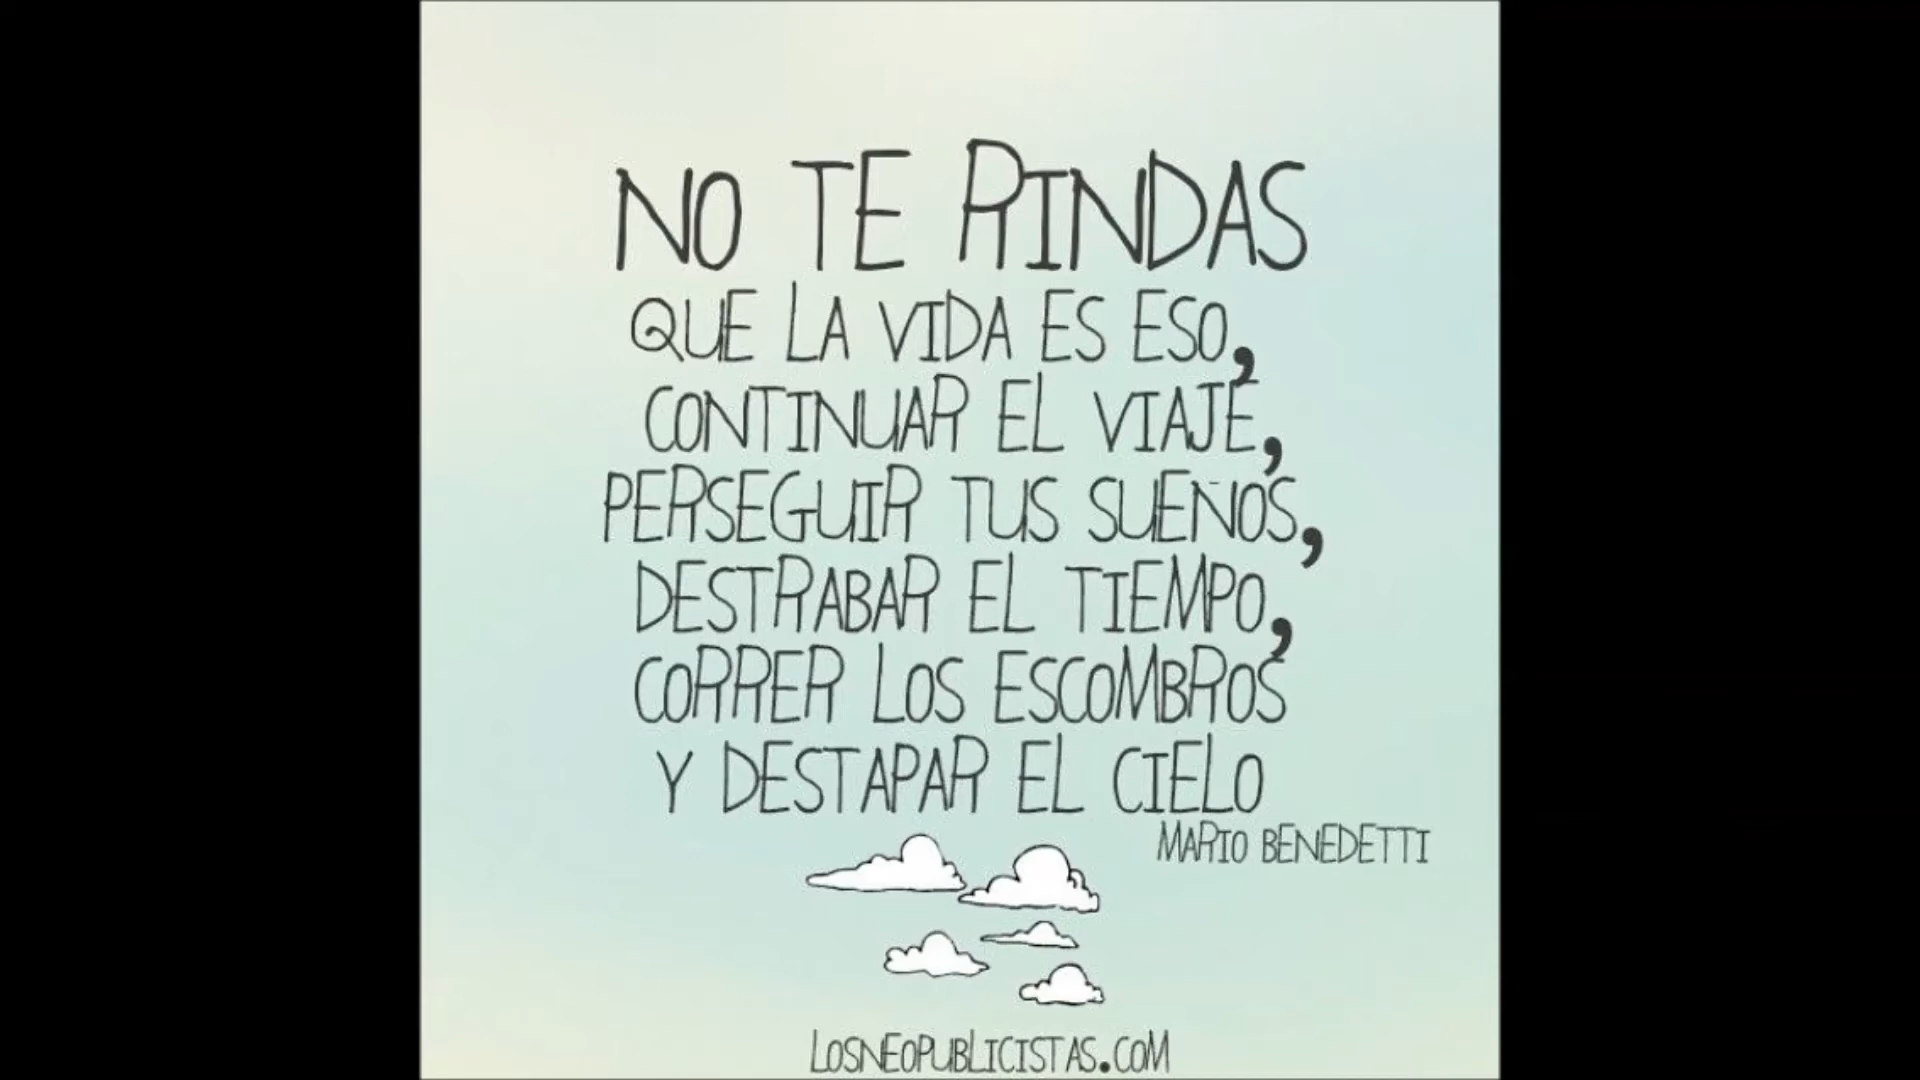 NO TE RINDAS
QUE LA VIDA ES ESO,
CONTINUAR EL VIAJE,
PERSEGUIR TUS SUEÑOS,
DESTRABAR EL TIEMPO,
CORRER LOS ESCOMBROS
Y DESTAPAR EL CIELO
MARIO BENEDETTI
LOSNEOPUBLICISTAS.COM